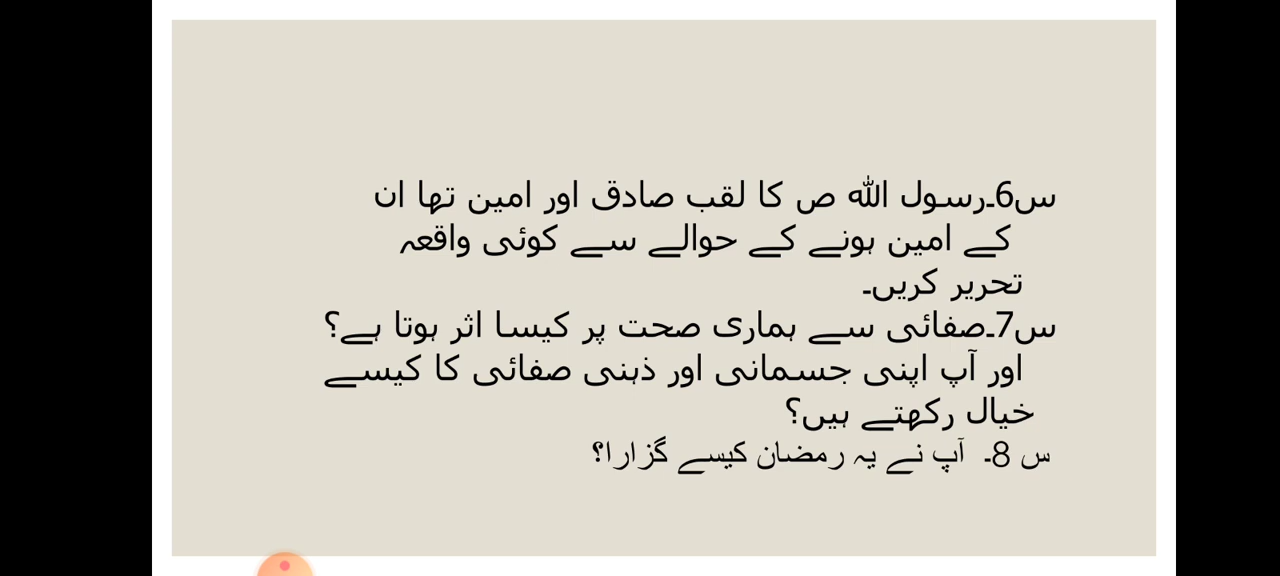 س6۔رسول اللہ ص کا لقب صادق اور امین تھا ان
کے امین ہونے کے حوالے سے کوئی واقعہ
تحریر کریں۔
س7۔صفائی سے ہماری صحت پر کیسا اثر ہوتا ہے؟
اور آپ اپنی جسمانی اور ذہنی صفائی کا کیسے
خیال رکھتے ہیں؟
س 8۔ آپ نے یہ رمضان کیسے گزارا؟